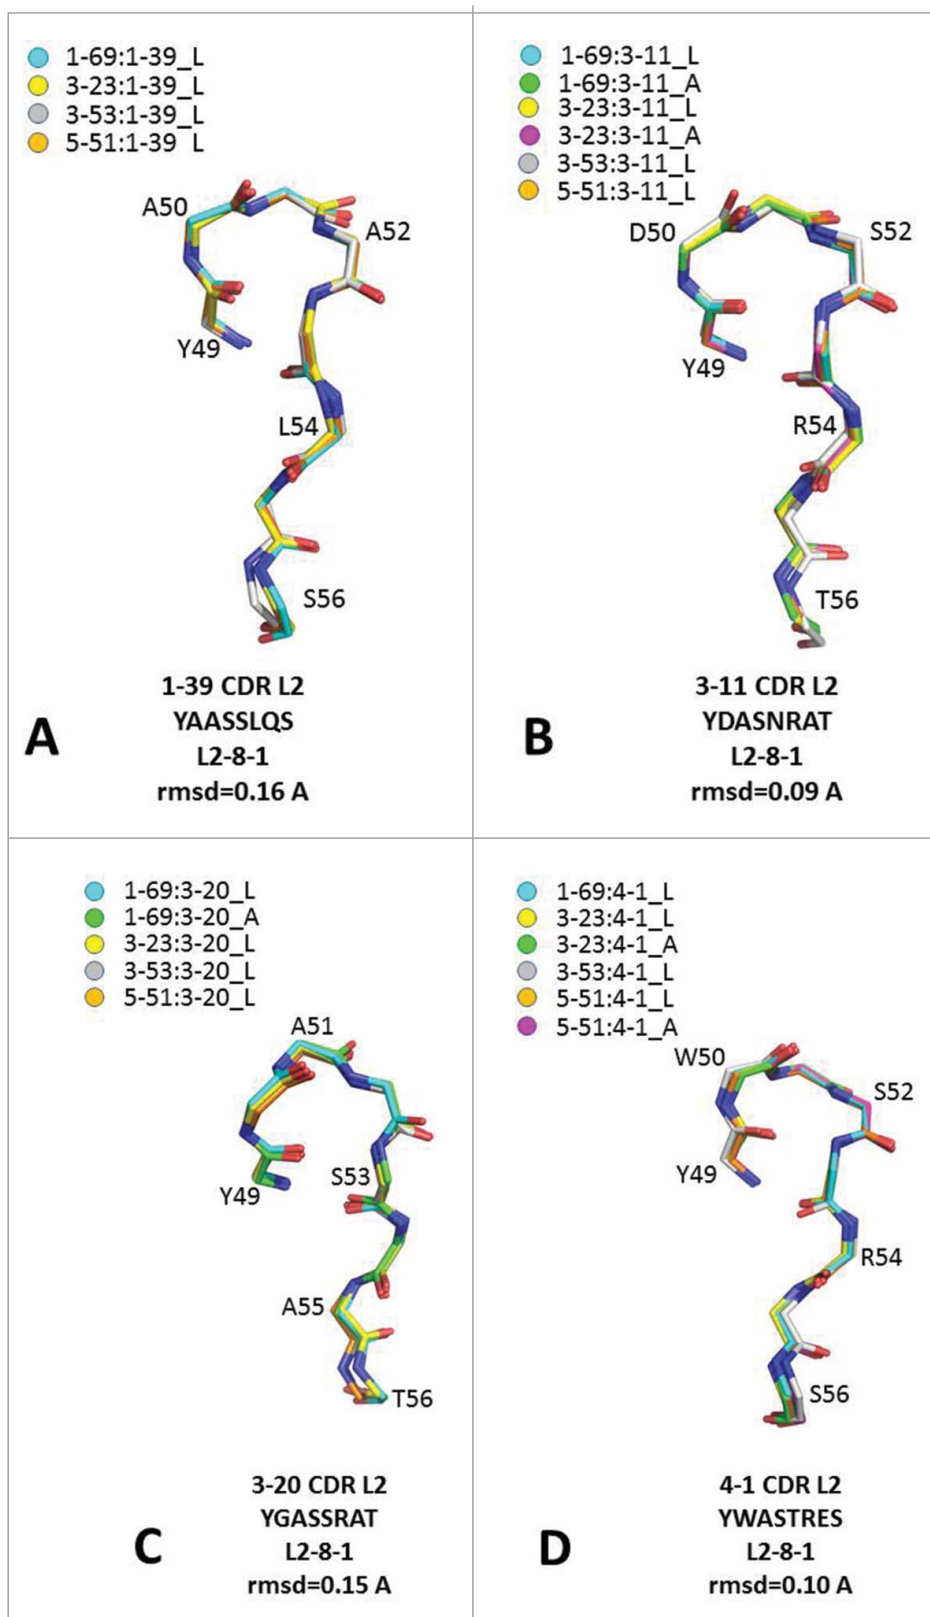 1-69:1-39_L
3-23:1-39_L
3-53:1-39_L
5-51:1-39_L
A50
A52
Y49
L54
S56
1-39 CDR L2
YAASSLQS
L2-8-1
rmsd=0.16 A
A
1-69:3-11_L
1-69:3-11_A
3-23:3-11_L
3-23:3-11_A
3-53:3-11_L
5-51:3-11_L
D50
S52
Y49
R54
T56
3-11 CDR L2
YDASNRAT
L2-8-1
rmsd=0.09 A
B
1-69:3-20_L
1-69:3-20_A
3-23:3-20_L
3-53:3-20_L
5-51:3-20_L
A51
S53
Y49
A55
T56
3-20 CDR L2
YGASSRAT
L2-8-1
rmsd=0.15 A
C
1-69:4-1_L
3-23:4-1_L
3-23:4-1_A
3-53:4-1_L
5-51:4-1_L
5-51:4-1_A
W50
S52
Y49
R54
S56
4-1 CDR L2
YWASTRES
L2-8-1
rmsd=0.10 A
D